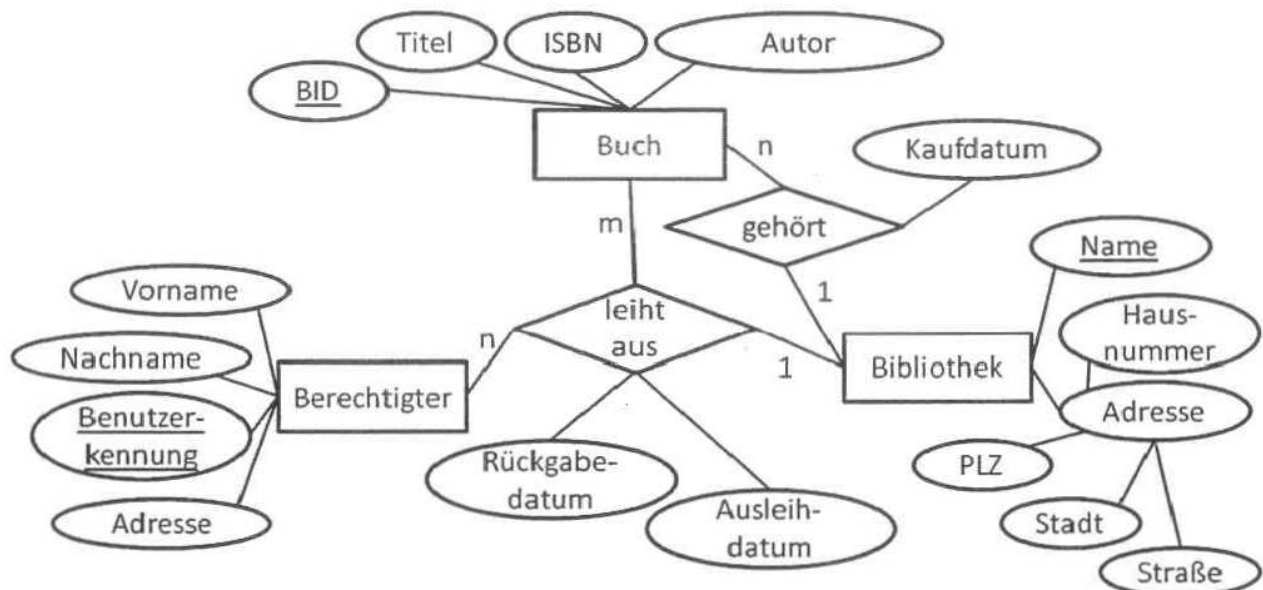 Titel
ISBN
Autor
BID
Buch
n
Kaufdatum
m
gehört
Name
Vorname
leiht
aus
1
Haus-
nummer
Nachname
n
1
Bibliothek
Berechtigter
Adresse
Benutzer-
kennung
Rückgabe-
datum
PLZ
Adresse
Ausleih-
datum
Stadt
Straße